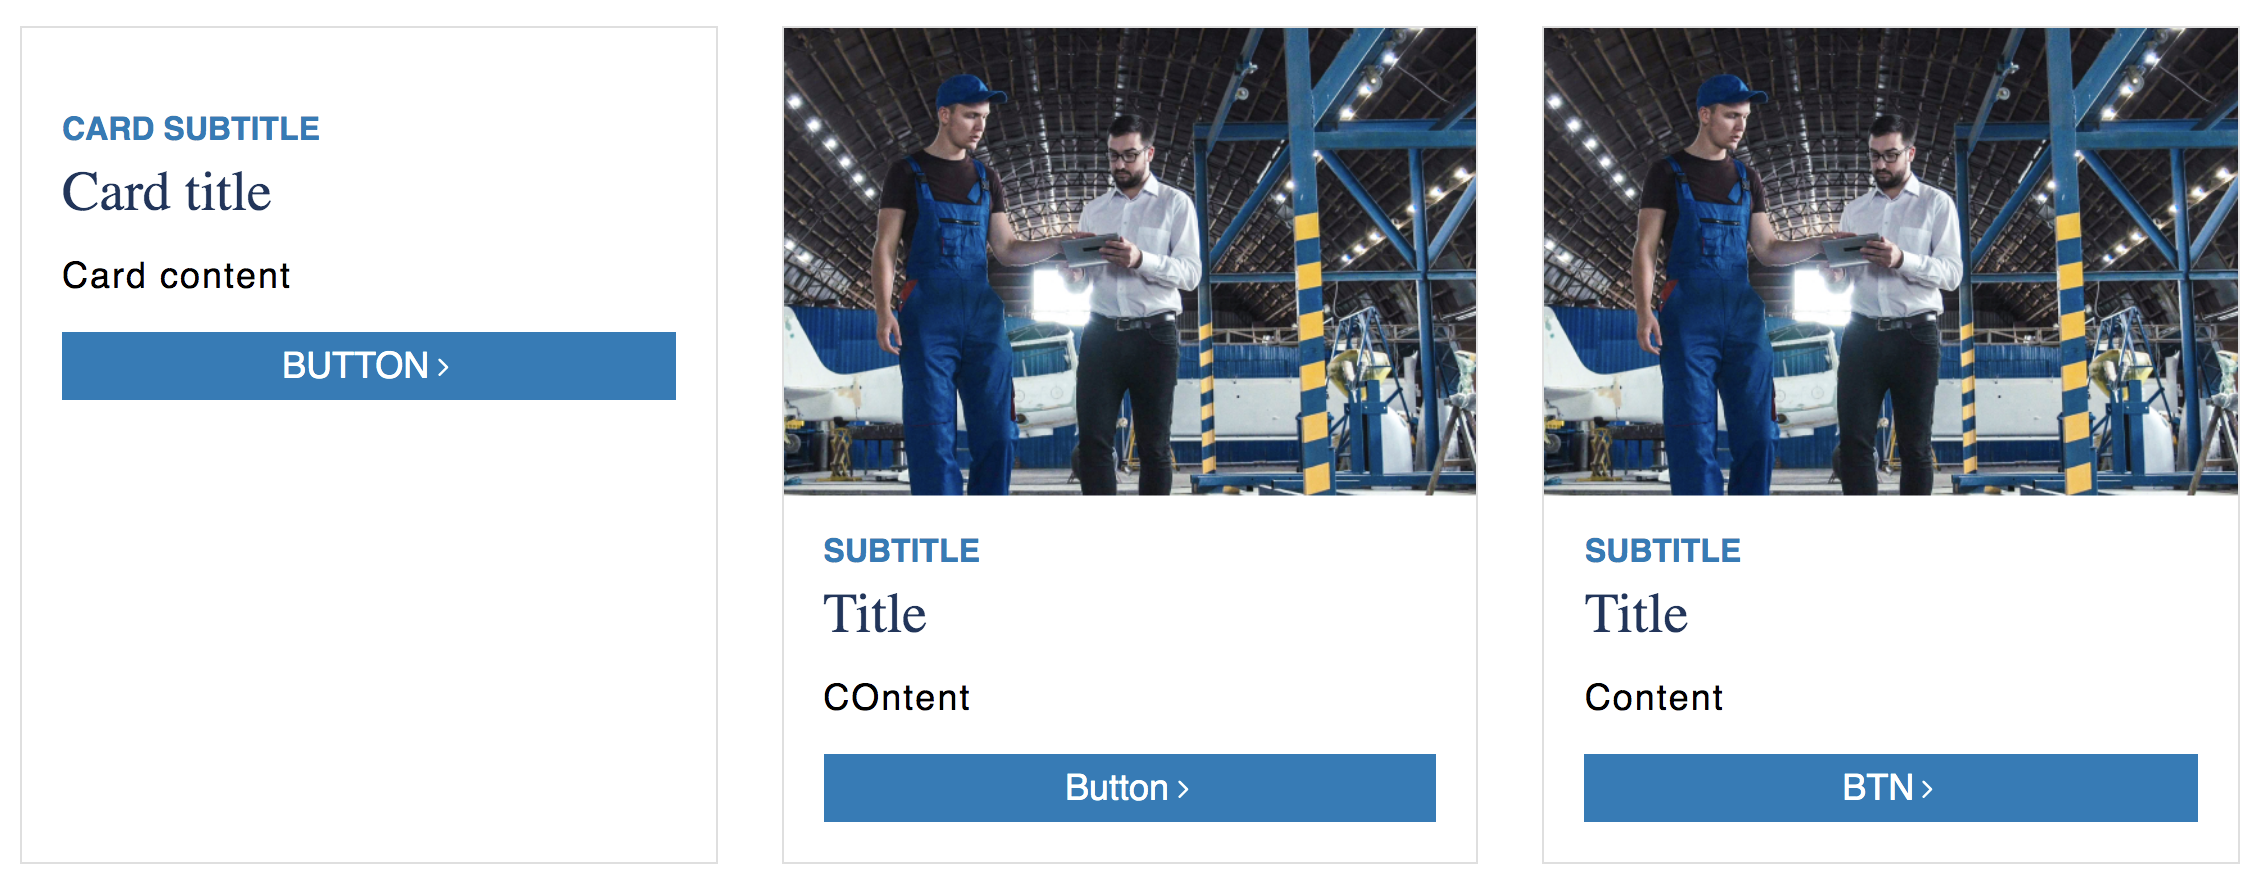 CARD SUBTITLE
Card title
Card content
BUTTON ›
SUBTITLE
Title
COntent
Button ›
SUBTITLE
Title
Content
BTN ›